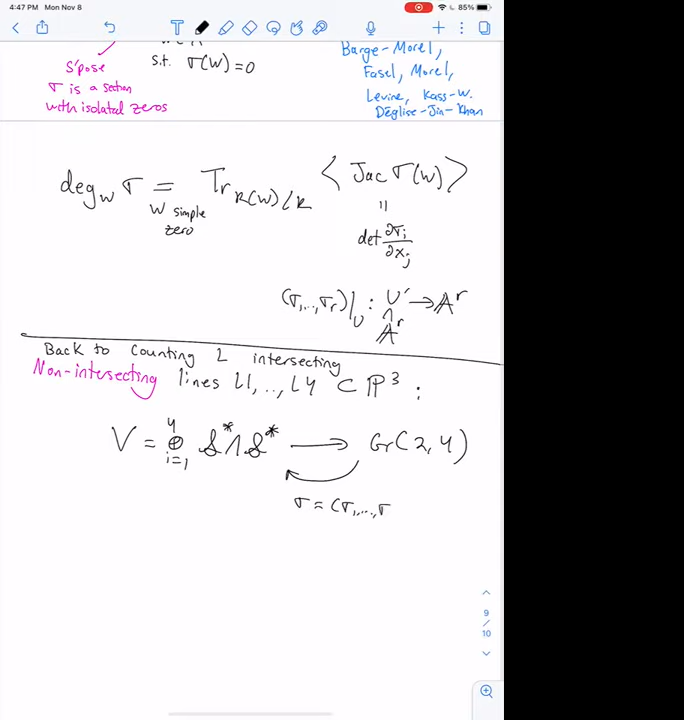 4:47 PM Mon Nov 8
85%
S'pose
σ is a section
with isolated zeros
s.t. σ(W)=0
Barge-Morel,
Fasel, Morel,
Levine, Kass-W.
Déglise-Jin-Khan
deg_W σ = Tr_{k(W)/k} ⟨Jac σ(W)⟩
W simple
zero
||
det ∂σ_i/∂x_j
(σ_1,...,σ_r)|_U : U' → A^r
A^r
Back to counting L intersecting
Non-intersecting lines L1,..,L4 ⊂ P^3 :
V = ⊕_{i=1}^4 S^* ∧ S^* → Gr(2,4)
σ = (σ_1,...,σ
9
/
10